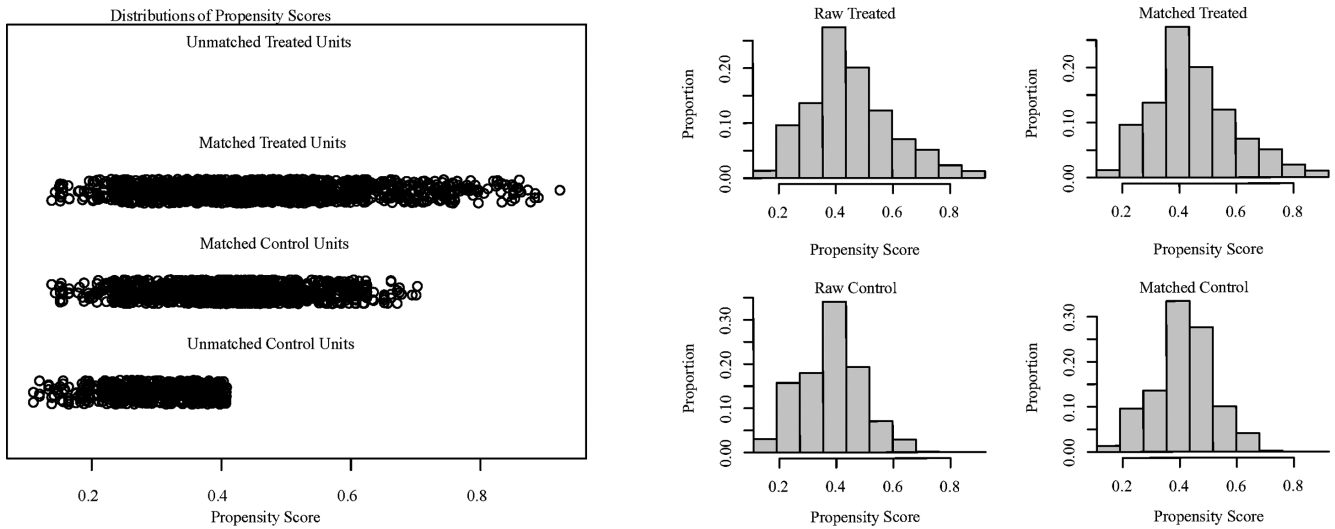 Distributions of Propensity Scores
Unmatched Treated Units
Matched Treated Units
Matched Control Units
Unmatched Control Units
0.2 0.4 0.6 0.8
Propensity Score
Raw Treated
Proportion
0.00 0.10 0.20
0.2 0.4 0.6 0.8
Propensity Score
Matched Treated
Proportion
0.00 0.10 0.20
0.2 0.4 0.6 0.8
Propensity Score
Raw Control
Proportion
0.00 0.10 0.20 0.30
0.2 0.4 0.6 0.8
Propensity Score
Matched Control
Proportion
0.00 0.10 0.20 0.30
0.2 0.4 0.6 0.8
Propensity Score